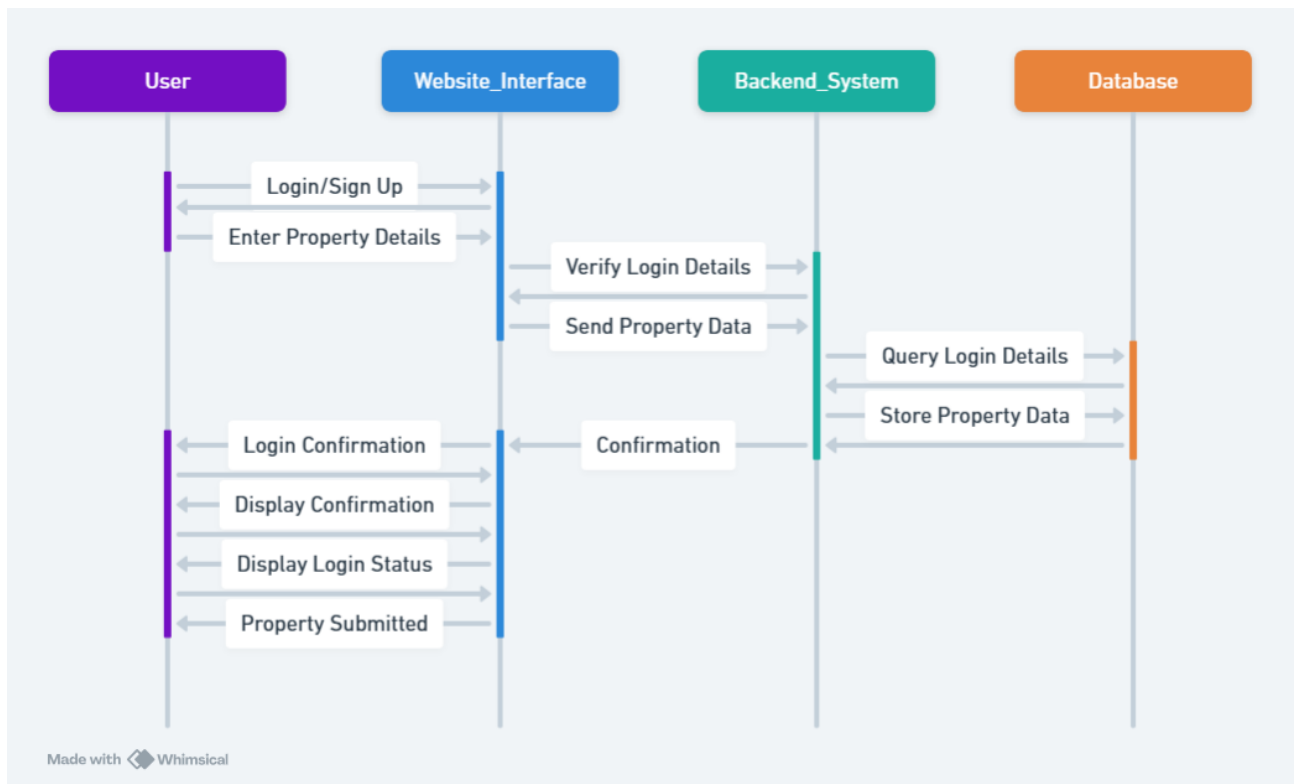 User
Website_Interface
Backend_System
Database
Login/Sign Up
Enter Property Details
Verify Login Details
Send Property Data
Query Login Details
Store Property Data
Login Confirmation
Confirmation
Display Confirmation
Display Login Status
Property Submitted
Made with Whimsical